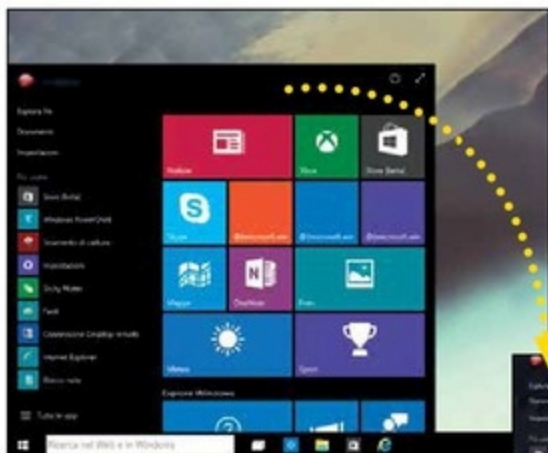 Esplora file
Documenti
Impostazioni
Più usate
Store (beta)
Windows PowerShell
Strumento di cattura
Impostazioni
Sticky Notes
Feed
Connessione Desktop remoto
Internet Explorer
Blocco note
Tutte le app
Notizie
Xbox
Store (beta)
Skype
Mappe
OneNote
Foto
Meteo
Sport
Esplora Windows
Ricerca nel Web e in Windows